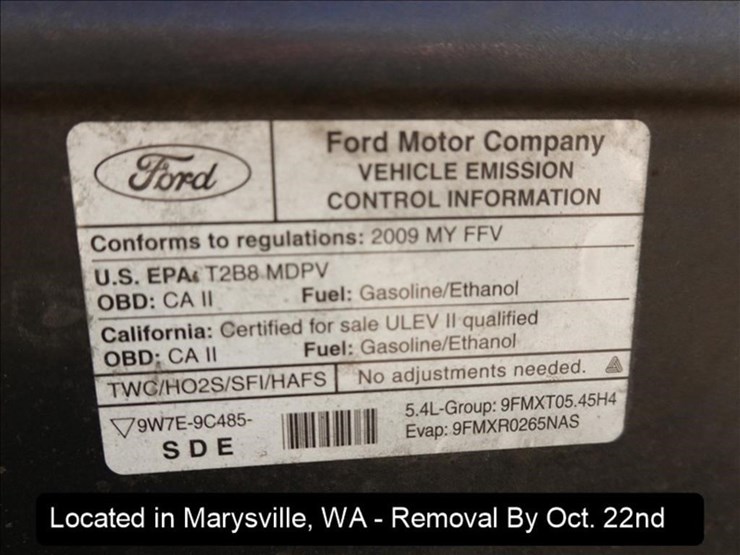 Ford
Ford Motor Company
VEHICLE EMISSION
CONTROL INFORMATION
Conforms to regulations: 2009 MY FFV
U.S. EPA: T2B8 MDPV
OBD: CA II Fuel: Gasoline/Ethanol
California: Certified for sale ULEV II qualified
OBD: CA II Fuel: Gasoline/Ethanol
TWC/HO2S/SFI/HAFS No adjustments needed.
9W7E-9C485-
SDE
5.4L-Group: 9FMXT05.45H4
Evap: 9FMXR0265NAS
Located in Marysville, WA - Removal By Oct. 22nd